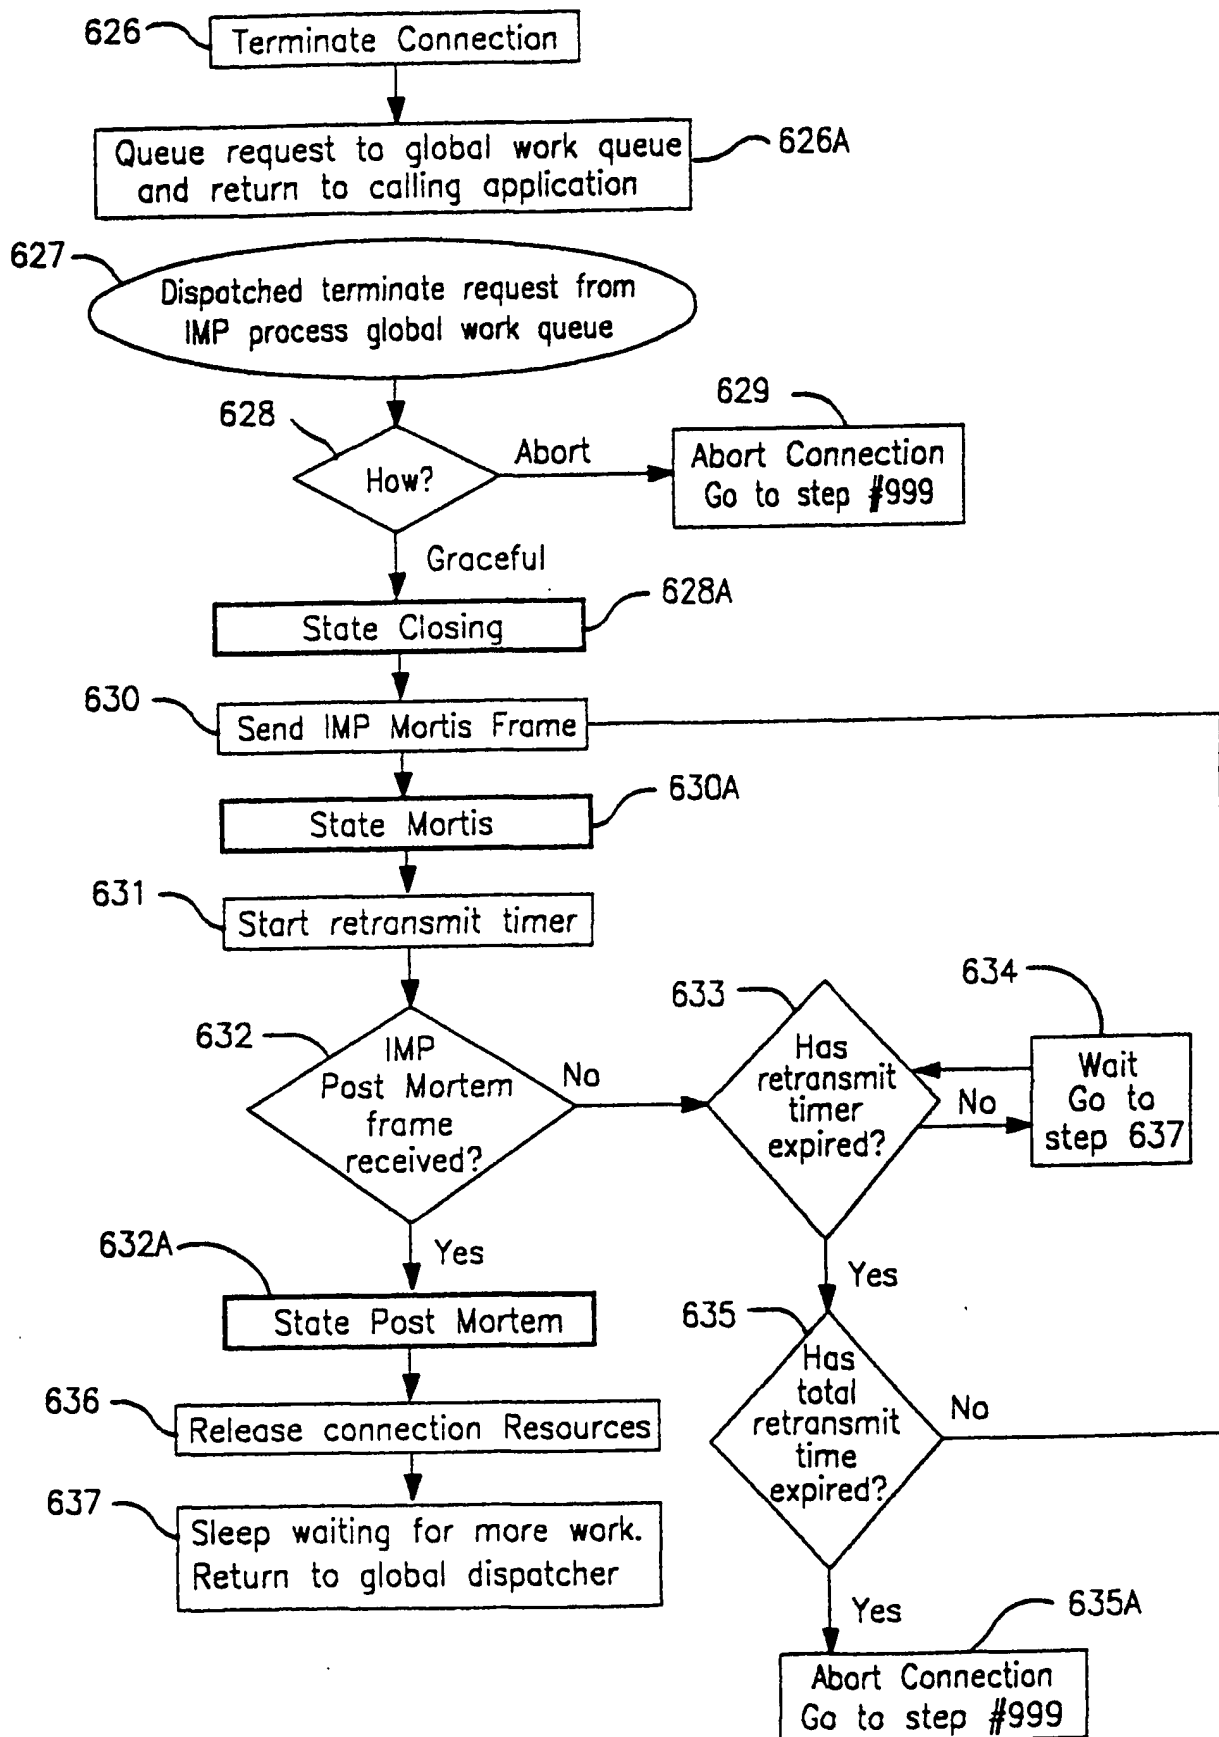 626
Terminate Connection
Queue request to global work queue
and return to calling application
626A
627
Dispatched terminate request from
IMP process global work queue
628
How?
Abort
629
Abort Connection
Go to step #999
Graceful
628A
State Closing
630
Send IMP Mortis Frame
630A
State Mortis
631
Start retransmit timer
632
IMP
Post Mortem
frame
received?
No
633
Has
retransmit
timer
expired?
No
634
Wait
Go to
step 637
Yes
632A
State Post Mortem
Yes
635
Has
total
retransmit
time
expired?
No
636
Release connection Resources
637
Sleep waiting for more work.
Return to global dispatcher
Yes
635A
Abort Connection
Go to step #999